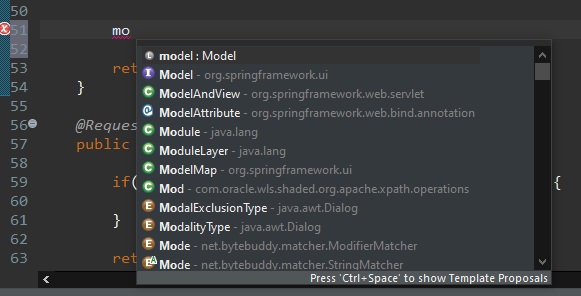 50
51 mo
52
model : Model
Model - org.springframework.ui
53 ret
ModelAndView - org.springframework.web.servlet
54 }
ModelAttribute - org.springframework.web.bind.annotation
55
56 @Reques
Module - java.lang
57 public
ModuleLayer - java.lang
58
ModelMap - org.springframework.ui
59 if( {
Mod - com.oracle.wls.shaded.org.apache.xpath.operations
60
ModalExclusionType - java.awt.Dialog
61 }
ModalityType - java.awt.Dialog
62
Mode - net.bytebuddy.matcher.ModifierMatcher
63 ret
Mode - net.bytebuddy.matcher.StringMatcher
Press 'Ctrl+Space' to show Template Proposals